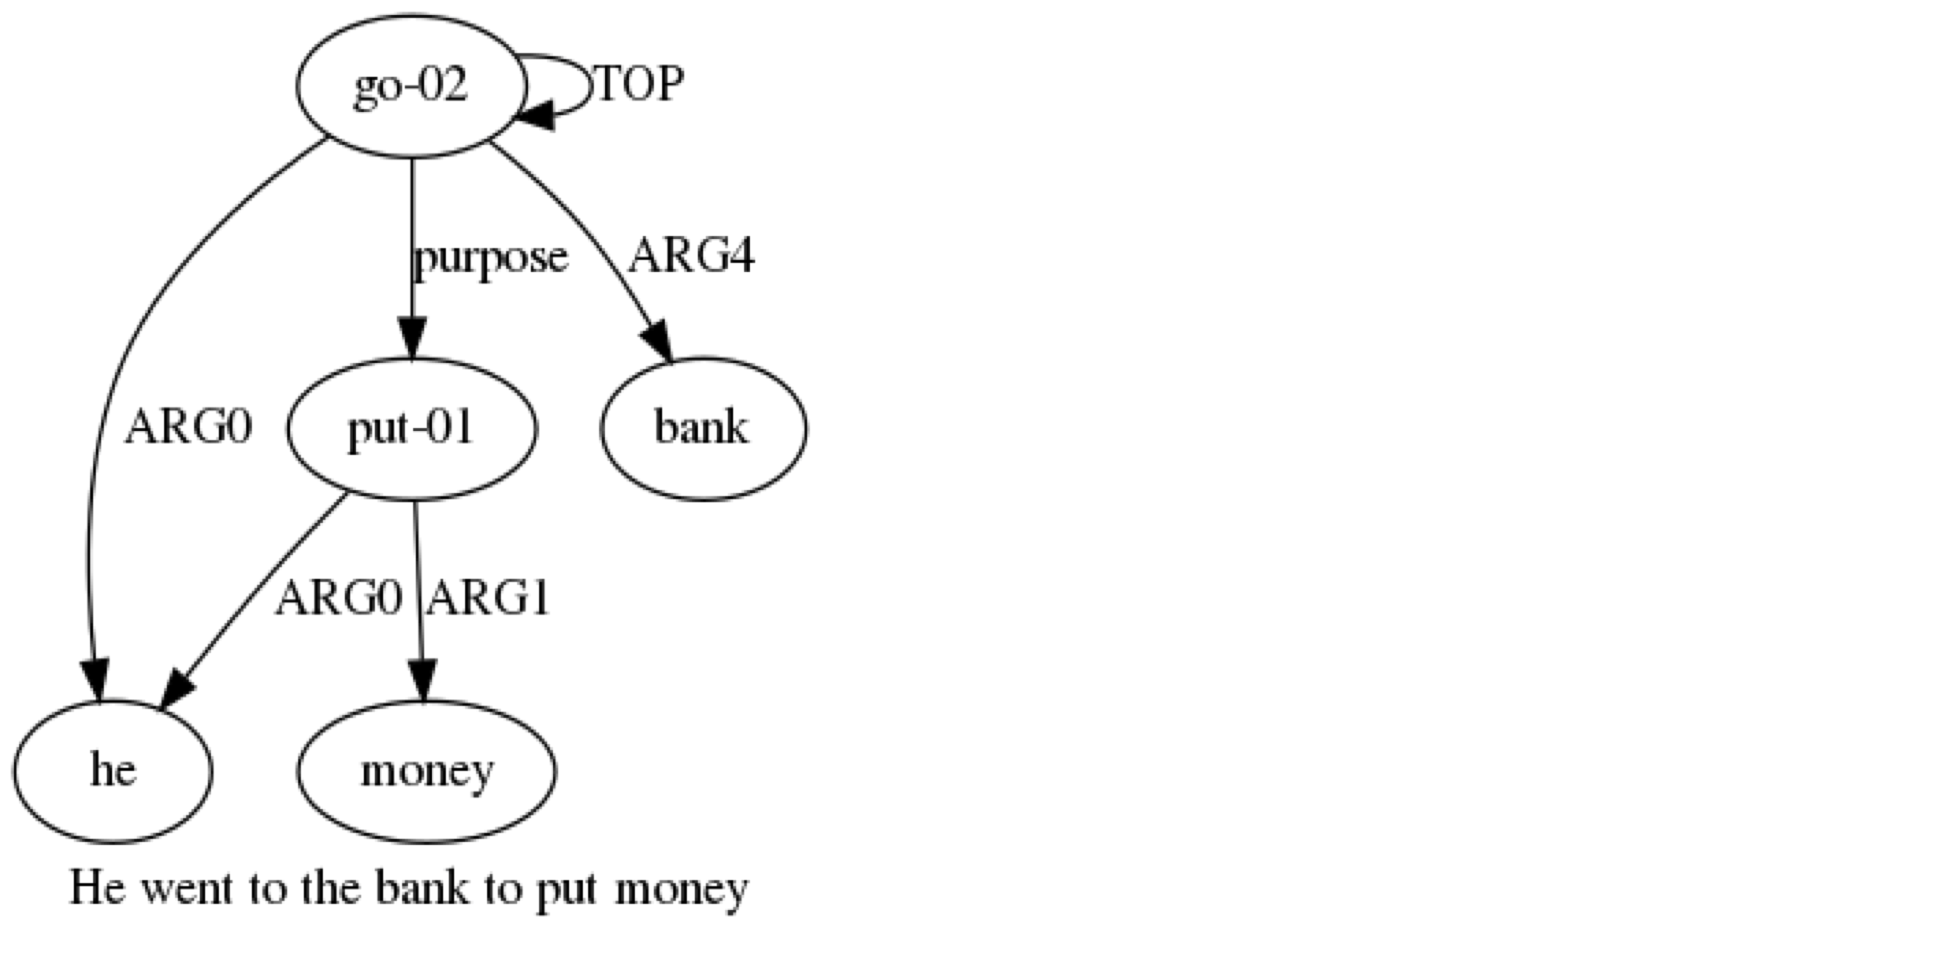 go-02
TOP
purpose
ARG4
ARG0
put-01
bank
ARG0
ARG1
he
money
He went to the bank to put money